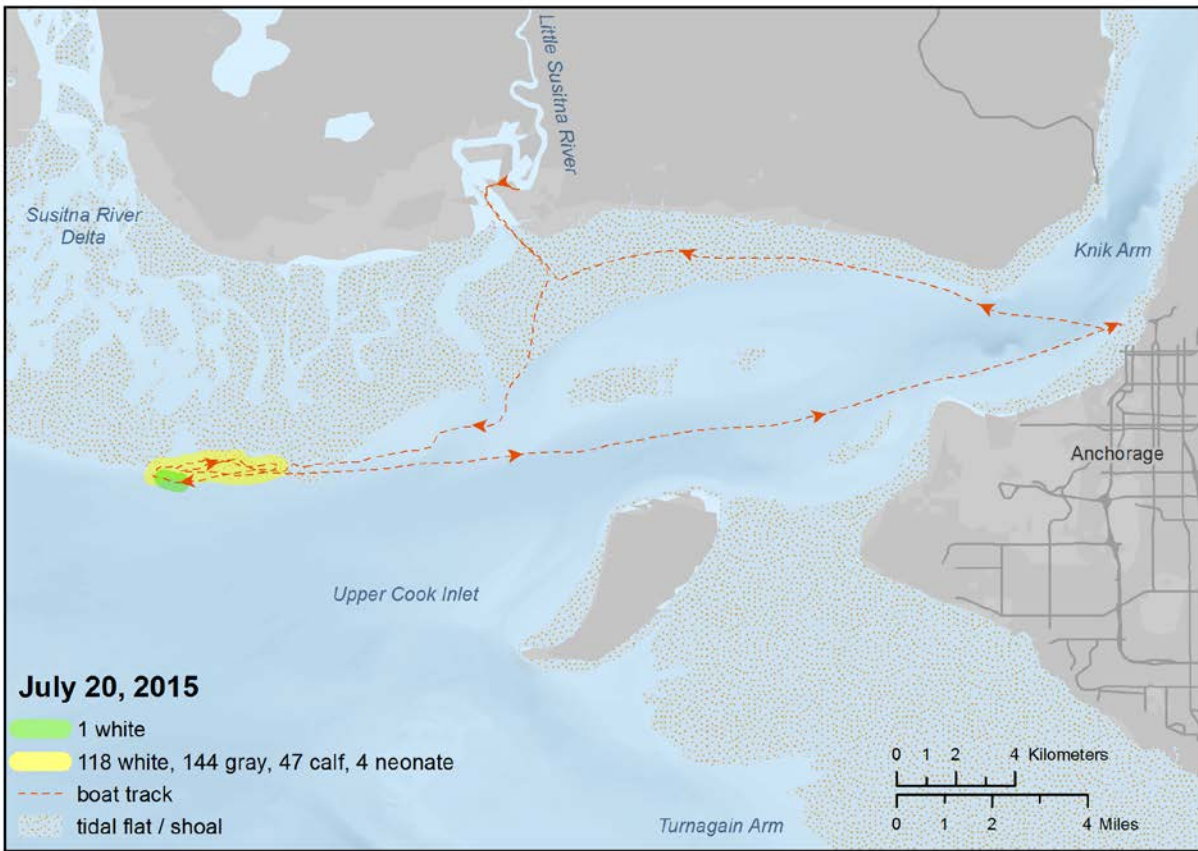 Little Susitna River
Susitna River
Delta
Knik Arm
Anchorage
Upper Cook Inlet
July 20, 2015
1 white
118 white, 144 gray, 47 calf, 4 neonate
boat track
tidal flat / shoal
0 1 2 4 Kilometers
0 1 2 4 Miles
Turnagain Arm